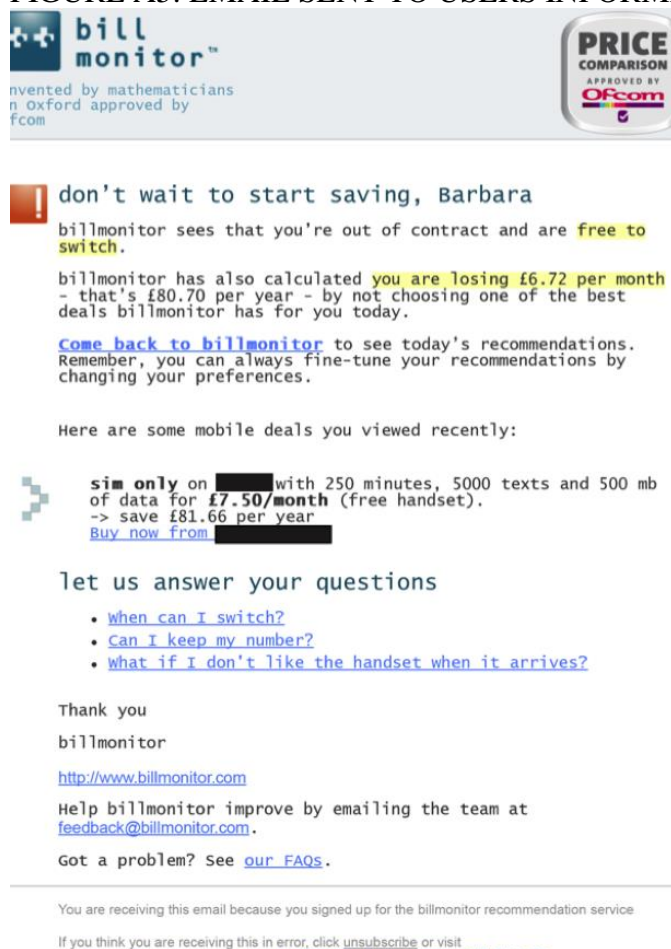 bill
monitor™
nvented by mathematicians
n Oxford approved by
fcom
PRICE
COMPARISON
APPROVED BY
Ofcom
don't wait to start saving, Barbara
billmonitor sees that you're out of contract and are free to
switch.
billmonitor has also calculated you are losing £6.72 per month
- that's £80.70 per year - by not choosing one of the best
deals billmonitor has for you today.
Come back to billmonitor to see today's recommendations.
Remember, you can always fine-tune your recommendations by
changing your preferences.
Here are some mobile deals you viewed recently:
sim only on with 250 minutes, 5000 texts and 500 mb
of data for £7.50/month (free handset).
-> save £81.66 per year
Buy now from
let us answer your questions
• When can I switch?
• Can I keep my number?
• What if I don't like the handset when it arrives?
Thank you
billmonitor
http://www.billmonitor.com
Help billmonitor improve by emailing the team at
feedback@billmonitor.com.
Got a problem? See our FAQs.
You are receiving this email because you signed up for the billmonitor recommendation service
If you think you are receiving this in error, click unsubscribe or visit